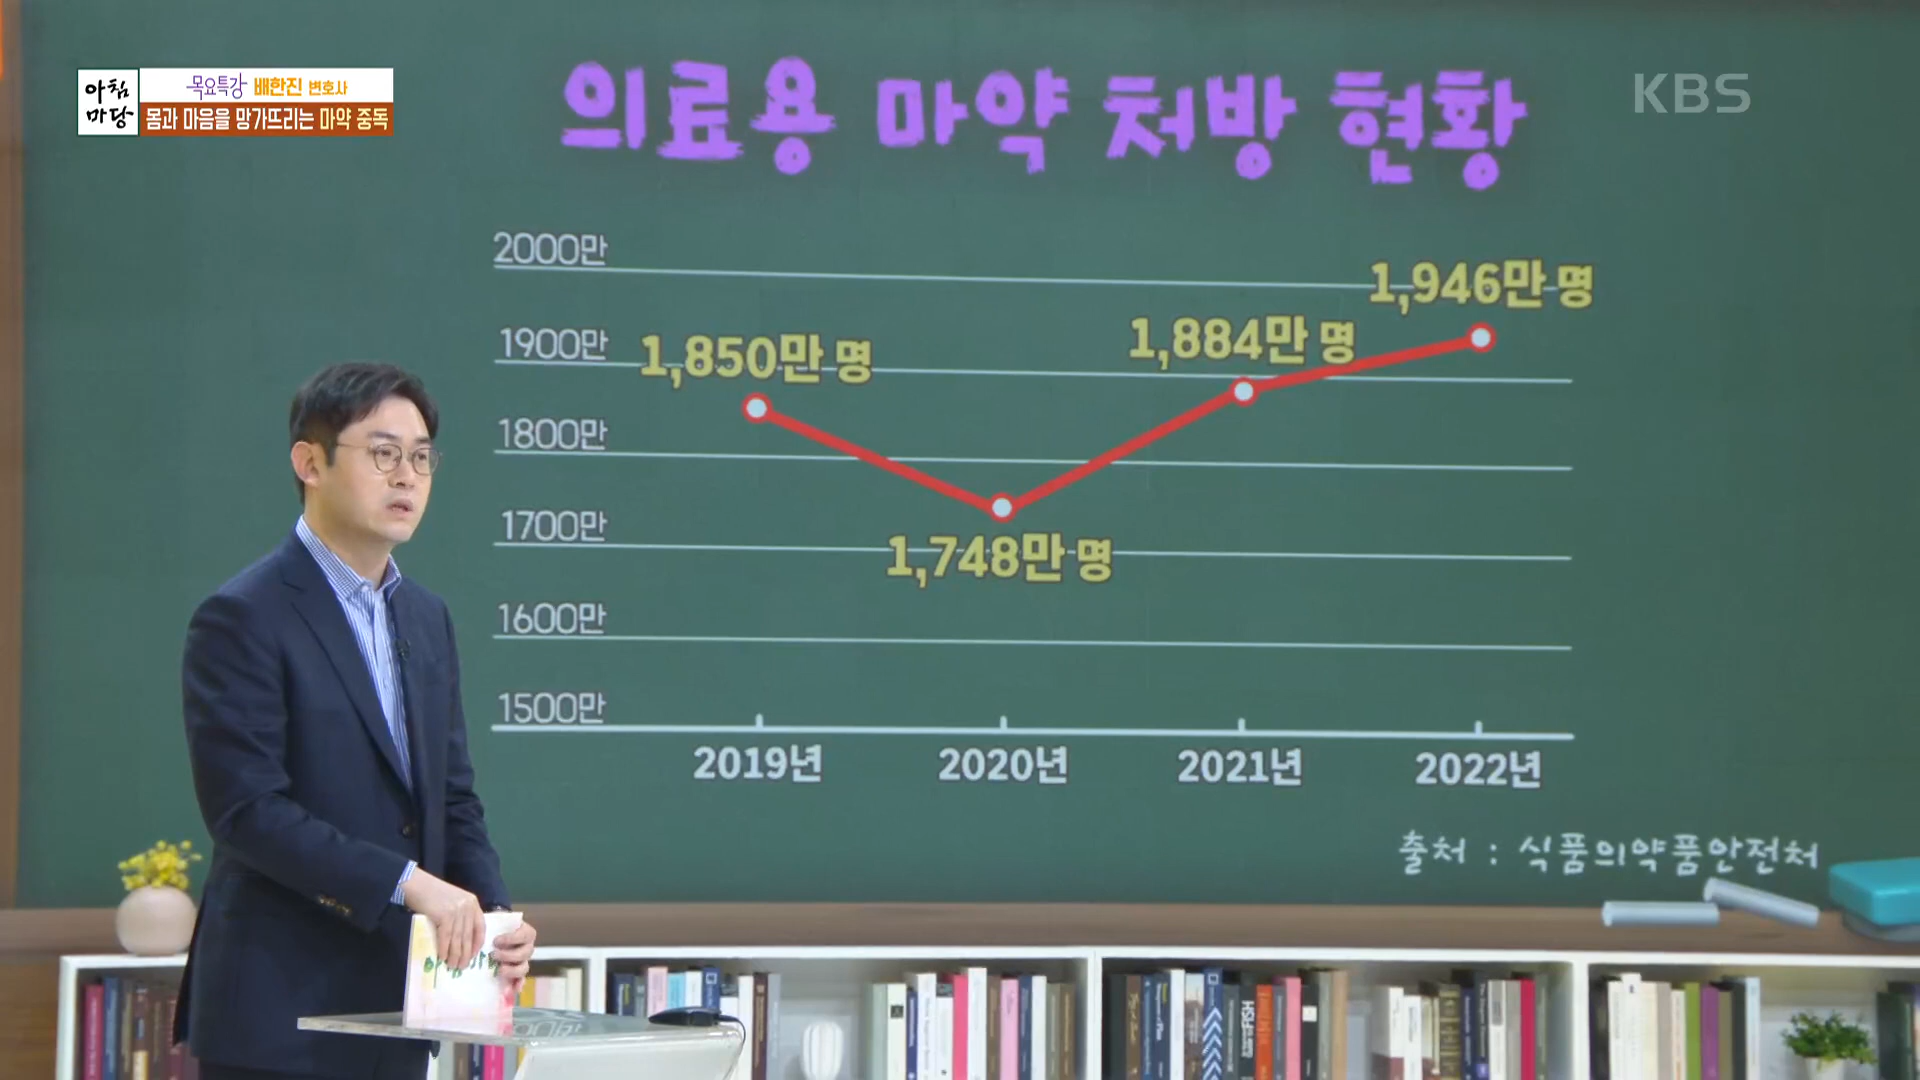 아침
마당
목요특강 배한진 변호사
몸과 마음을 망가뜨리는 마약 중독
KBS
의료용 마약 처방 현황
2000만
1,946만 명
1900만
1,850만 명
1,884만 명
1800만
1700만
1,748만 명
1600만
1500만
2019년
2020년
2021년
2022년
출처 : 식품의약품안전처
아침마당
FISH